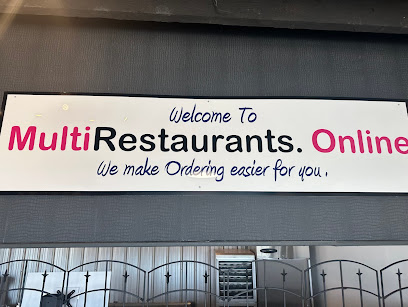 Welcome To
MultiRestaurants. Online
We make Ordering easier for you.